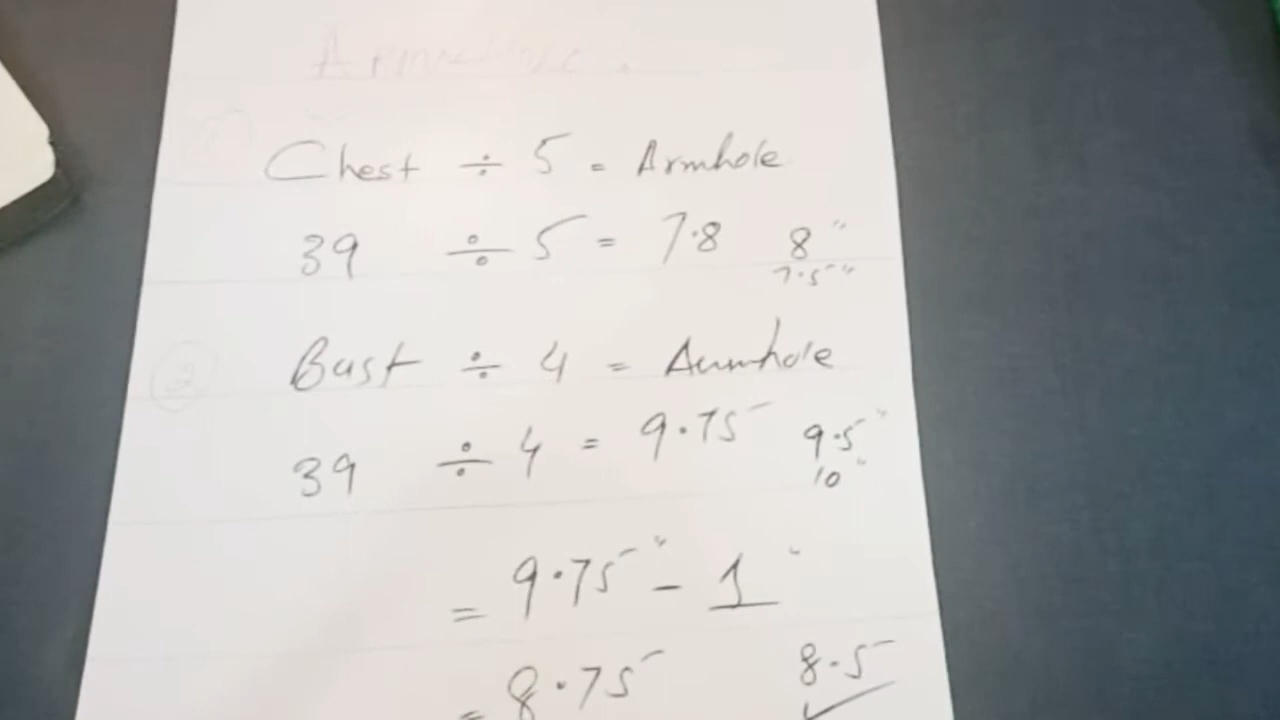 Chest ÷ 5 = Armhole
39 ÷ 5 = 7.8 8"
7.5"
2
Bust ÷ 4 = Armhole
39 ÷ 4 = 9.75 9.5"
10"
= 9.75" - 1"
= 8.75 8.5